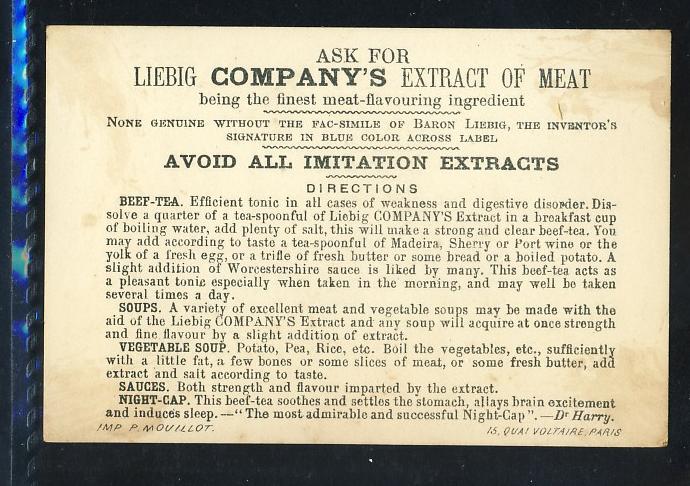 ASK FOR
LIEBIG COMPANY'S EXTRACT OF MEAT
being the finest meat-flavouring ingredient
NONE GENUINE WITHOUT THE FAC-SIMILE OF BARON LIEBIG, THE INVENTOR'S
SIGNATURE IN BLUE COLOR ACROSS LABEL
AVOID ALL IMITATION EXTRACTS
DIRECTIONS
BEEF-TEA. Efficient tonic in all cases of weakness and digestive disorder. Dis-
solve a quarter of a tea-spoonful of Liebig COMPANY'S Extract in a breakfast cup
of boiling water, add plenty of salt, this will make a strong and clear beef-tea. You
may add according to taste a tea-spoonful of Madeira, Sherry or Port wine or the
yolk of a fresh egg, or a trifle of fresh butter or some bread or a boiled potato. A
slight addition of Worcestershire sauce is liked by many. This beef-tea acts as
a pleasant tonic especially when taken in the morning, and may well be taken
several times a day.
SOUPS. A variety of excellent meat and vegetable soups may be made with the
aid of the Liebig COMPANY'S Extract and any soup will acquire at once strength
and fine flavour by a slight addition of extract.
VEGETABLE SOUP. Potato, Pea, Rice, etc. Boil the vegetables, etc., sufficiently
with a little fat, a few bones or some slices of meat, or some fresh butter, add
extract and salt according to taste.
SAUCES. Both strength and flavour imparted by the extract.
NIGHT-CAP. This beef-tea soothes and settles the stomach, allays brain excitement
and induces sleep. —"The most admirable and successful Night-Cap". —Dr Harry.
IMP P. MOUILLOT. 15, QUAI VOLTAIRE, PARIS